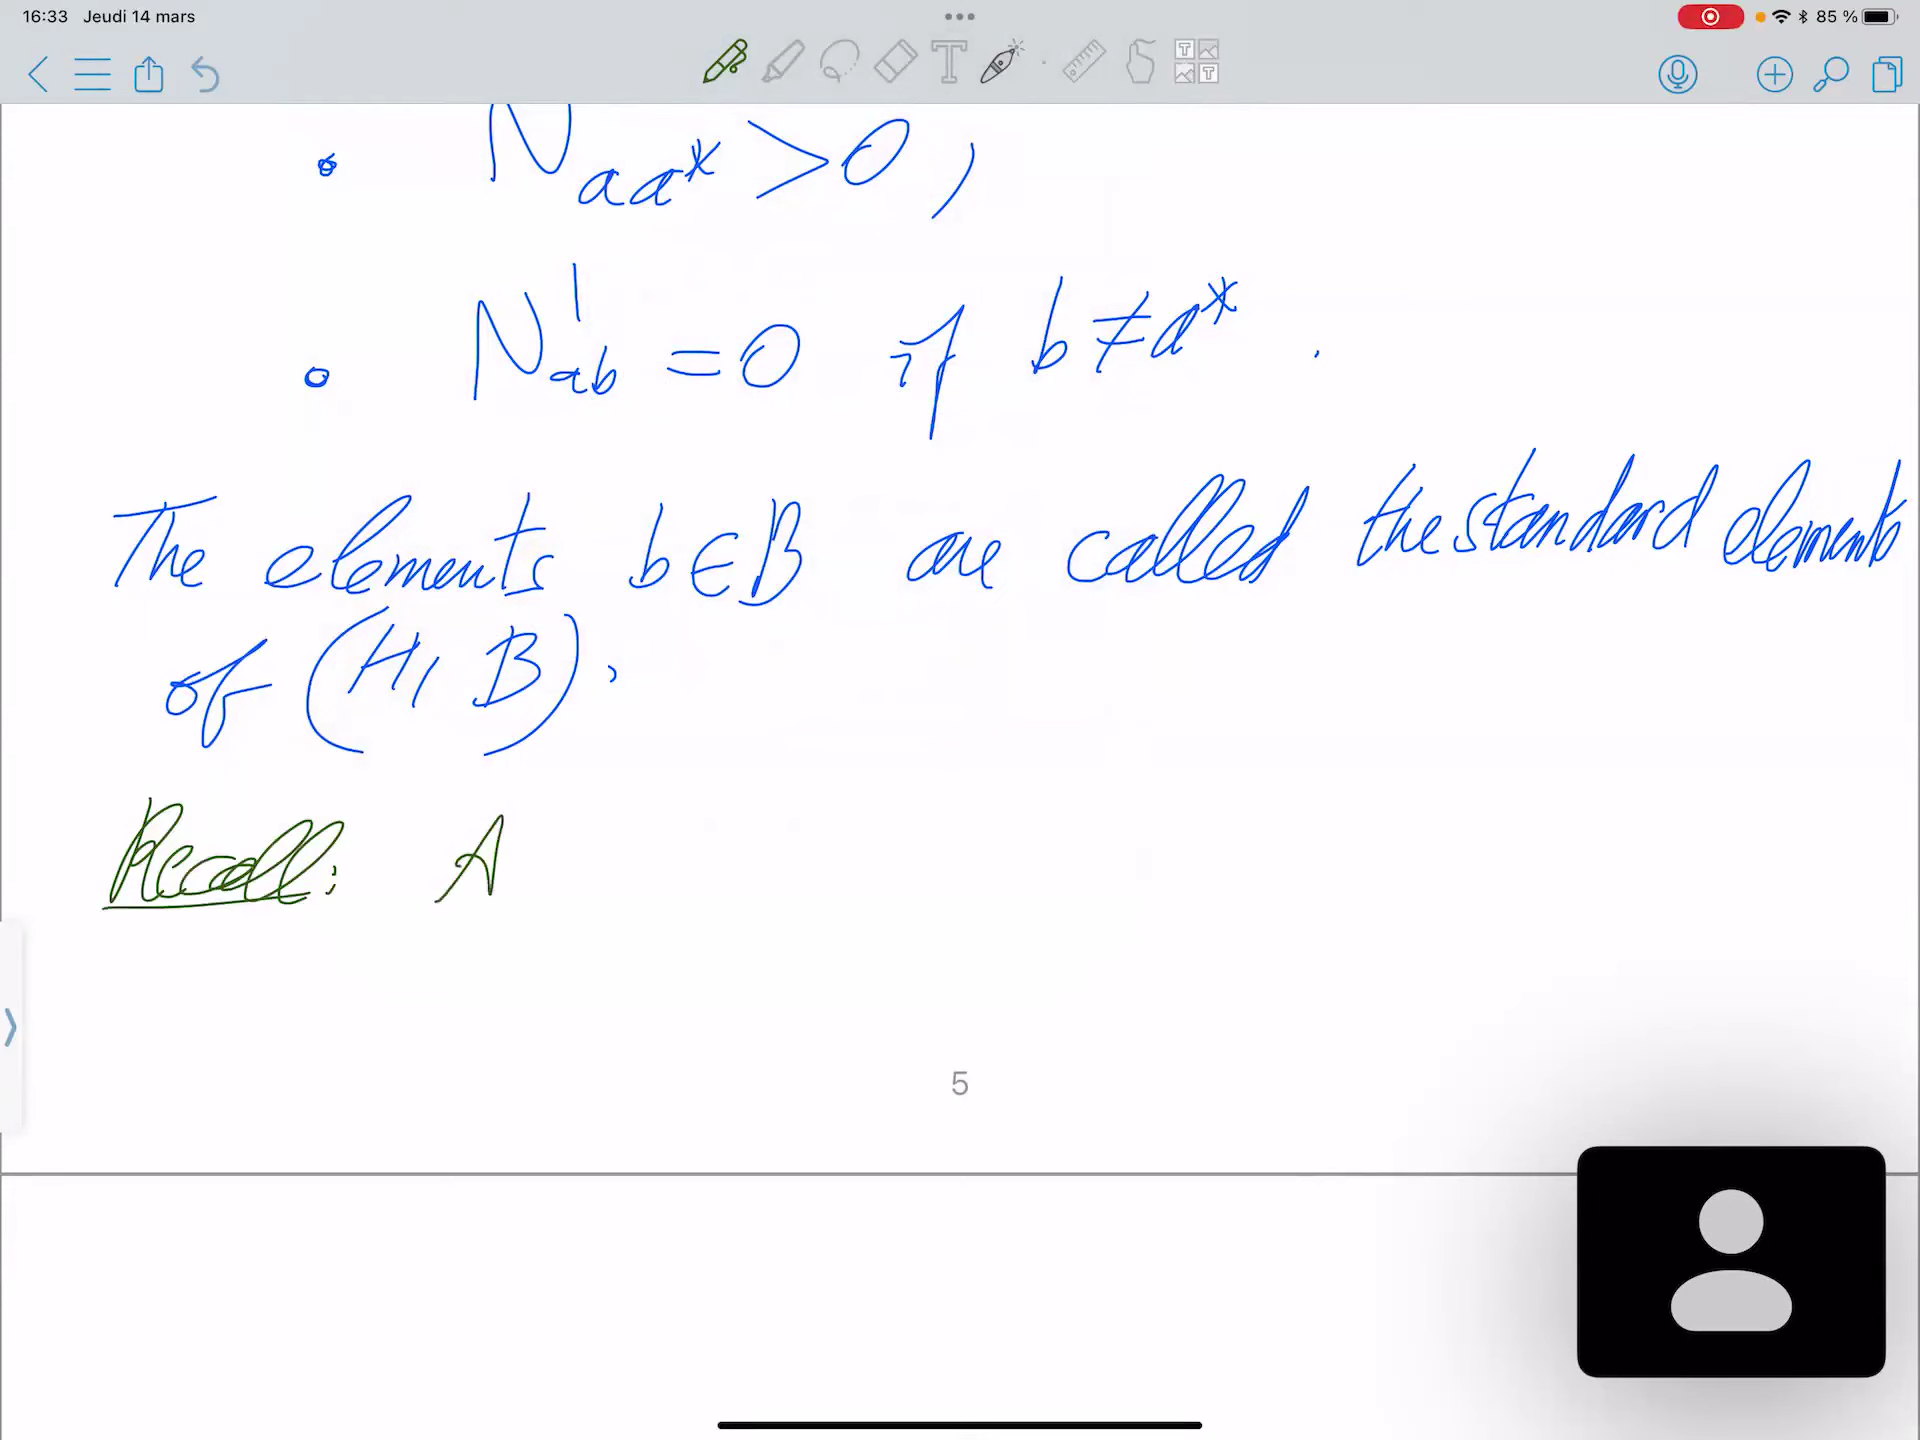 16:33 Jeudi 14 mars 85 %
• N_{aa*} > 0,
• N^1_{ab} = 0 if b ≠ a*.
The elements b ∈ B are called the standard elements
of (H, B).
Recall: A
5